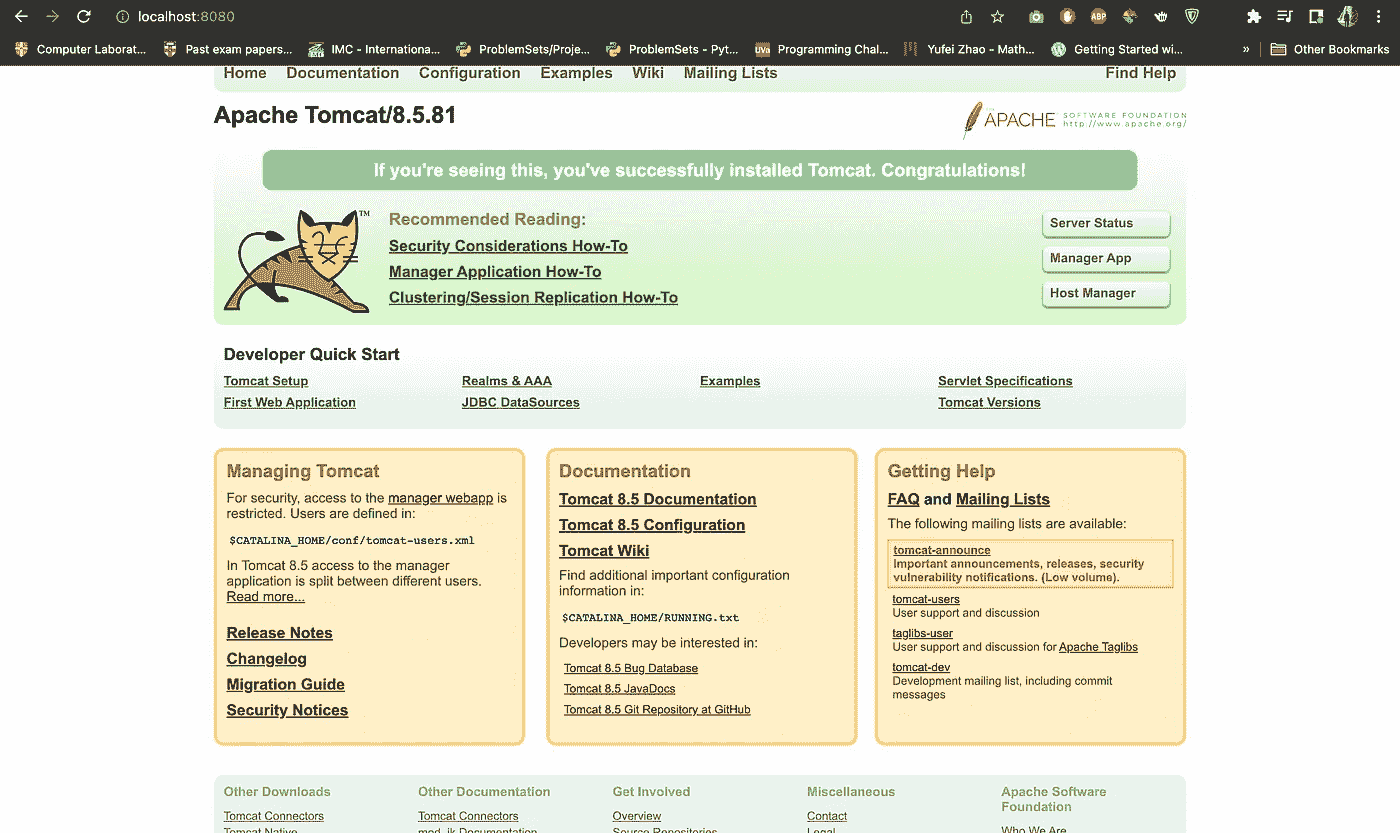 localhost:8080
Computer Laborat...
Past exam papers...
IMC - Internationa...
ProblemSets/Proje...
ProblemSets - Pyt...
Programming Chal...
Yufei Zhao - Math...
Getting Started wi...
»
Other Bookmarks
Home Documentation Configuration Examples Wiki Mailing Lists Find Help
Apache Tomcat/8.5.81
APACHE SOFTWARE FOUNDATION
http://www.apache.org/
If you're seeing this, you've successfully installed Tomcat. Congratulations!
TM
Recommended Reading:
Security Considerations How-To
Manager Application How-To
Clustering/Session Replication How-To
Server Status
Manager App
Host Manager
Developer Quick Start
Tomcat Setup
First Web Application
Realms & AAA
JDBC DataSources
Examples
Servlet Specifications
Tomcat Versions
Managing Tomcat
For security, access to the manager webapp is
restricted. Users are defined in:
$CATALINA_HOME/conf/tomcat-users.xml
In Tomcat 8.5 access to the manager
application is split between different users.
Read more...
Release Notes
Changelog
Migration Guide
Security Notices
Documentation
Tomcat 8.5 Documentation
Tomcat 8.5 Configuration
Tomcat Wiki
Find additional important configuration
information in:
$CATALINA_HOME/RUNNING.txt
Developers may be interested in:
Tomcat 8.5 Bug Database
Tomcat 8.5 JavaDocs
Tomcat 8.5 Git Repository at GitHub
Getting Help
FAQ and Mailing Lists
The following mailing lists are available:
tomcat-announce
Important announcements, releases, security
vulnerability notifications. (Low volume).
tomcat-users
User support and discussion
taglibs-user
User support and discussion for Apache Taglibs
tomcat-dev
Development mailing list, including commit
messages
Other Downloads
Tomcat Connectors
Tomcat Native
Other Documentation
Tomcat Connectors
mod_jk Documentation
Get Involved
Overview
Source Repositories
Miscellaneous
Contact
Legal
Apache Software
Foundation
Who We Are